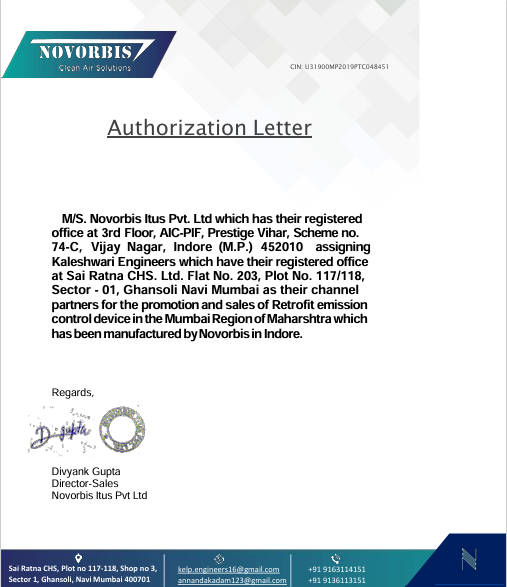 NOVORBIS
Clean Air Solutions
CIN: U31900MP2019PTC048451
Authorization Letter
M/S. Novorbis Itus Pvt. Ltd which has their registered
office at 3rd Floor, AIC-PIF, Prestige Vihar, Scheme no.
74-C, Vijay Nagar, Indore (M.P.) 452010 assigning
Kaleshwari Engineers which have their registered office
at Sai Ratna CHS. Ltd. Flat No. 203, Plot No. 117/118,
Sector - 01, Ghansoli Navi Mumbai as their channel
partners for the promotion and sales of Retrofit emission
control device in the Mumbai Region of Maharshtra which
has been manufactured by Novorbis in Indore.
Regards,
D. gupta
Divyank Gupta
Director-Sales
Novorbis Itus Pvt Ltd
Sai Ratna CHS, Plot no 117-118, Shop no 3,
Sector 1, Ghansoli, Navi Mumbai 400701
kelp.engineers16@gmail.com
annandakadam123@gmail.com
+91 9163114151
+91 9136113151
N